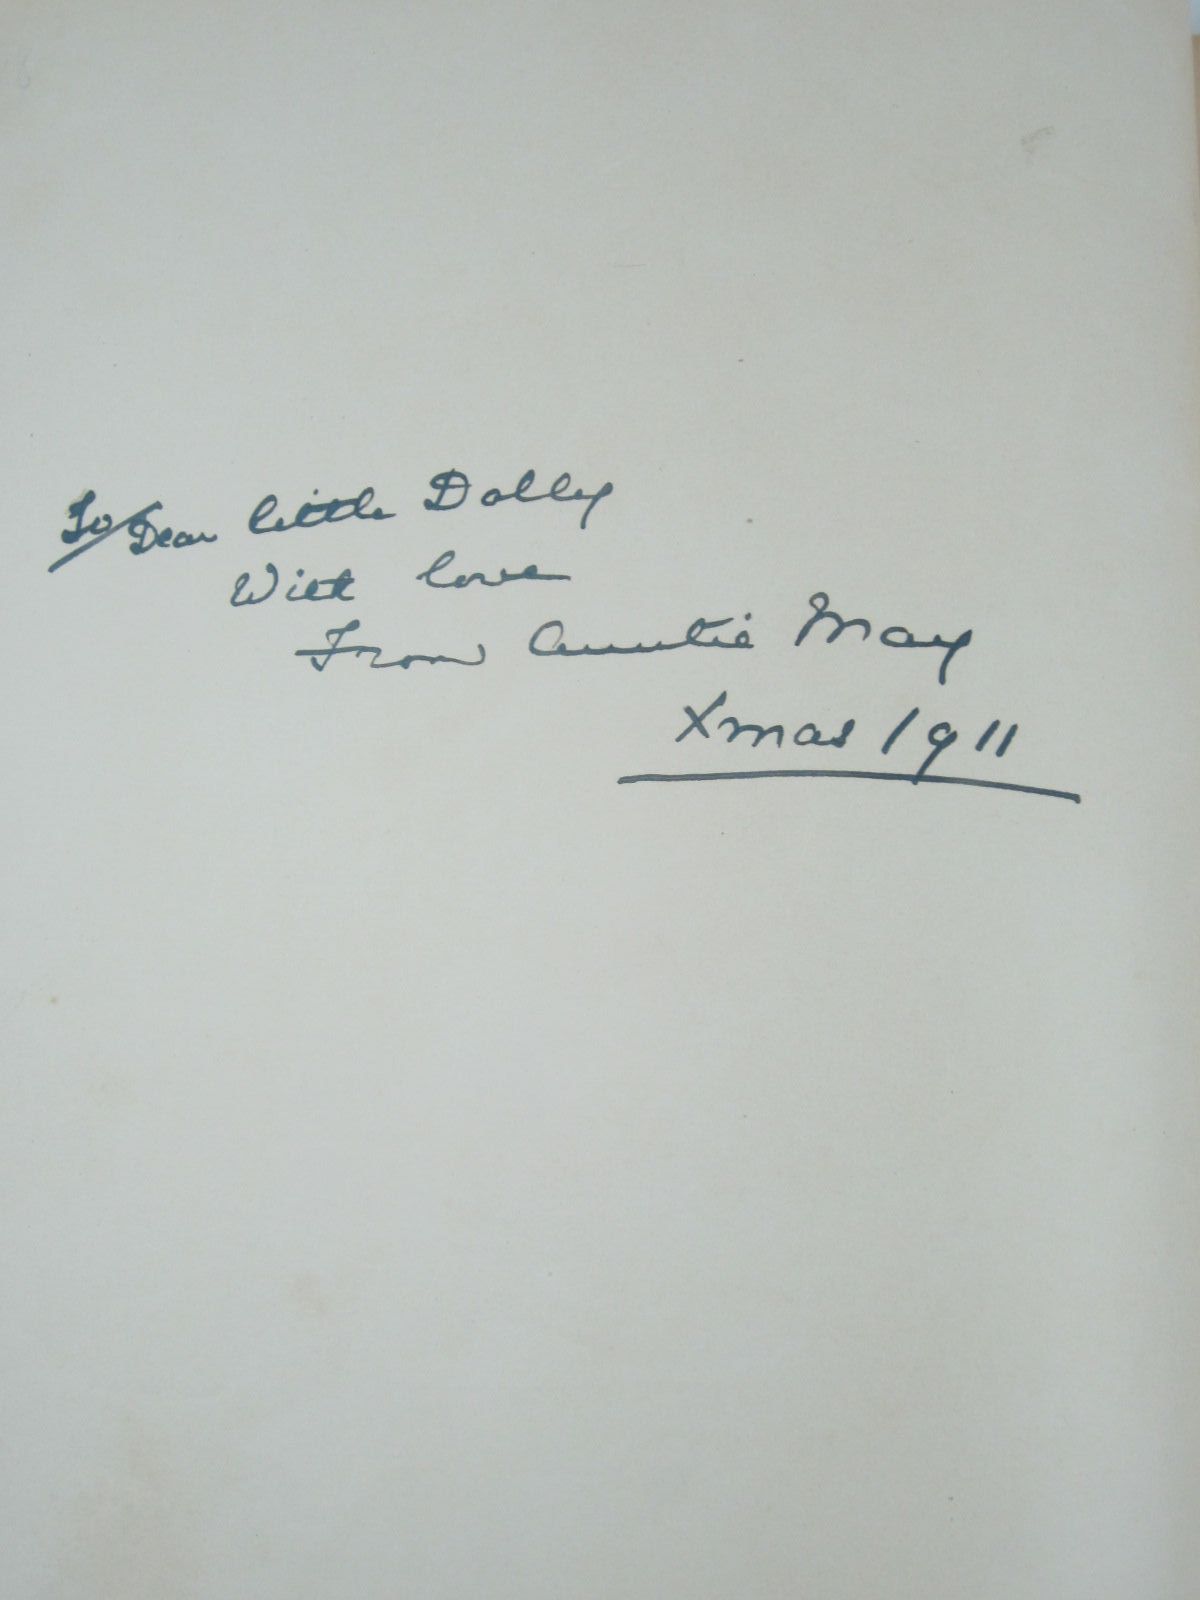 To/Dear little Dolly
With love
From Auntie May
Xmas 1911